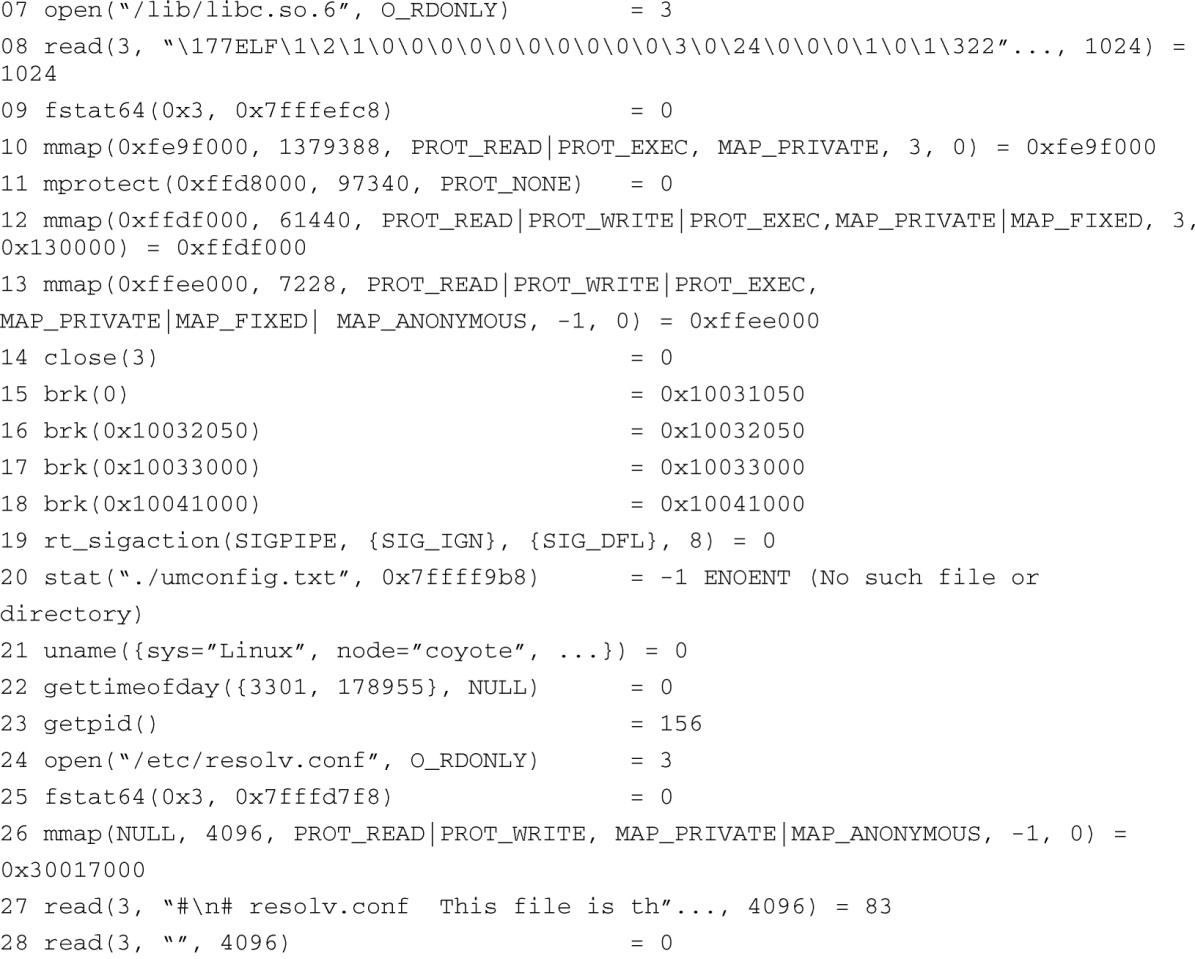 07 open(“/lib/libc.so.6”, O_RDONLY) = 3
08 read(3, “\177ELF\1\2\1\0\0\0\0\0\0\0\0\0\0\3\0\24\0\0\0\1\0\1\322”..., 1024) =
1024
09 fstat64(0x3, 0x7fffefc8) = 0
10 mmap(0xfe9f000, 1379388, PROT_READ|PROT_EXEC, MAP_PRIVATE, 3, 0) = 0xfe9f000
11 mprotect(0xffd8000, 97340, PROT_NONE) = 0
12 mmap(0xffdf000, 61440, PROT_READ|PROT_WRITE|PROT_EXEC,MAP_PRIVATE|MAP_FIXED, 3,
0x130000) = 0xffdf000
13 mmap(0xffee000, 7228, PROT_READ|PROT_WRITE|PROT_EXEC,
MAP_PRIVATE|MAP_FIXED| MAP_ANONYMOUS, -1, 0) = 0xffee000
14 close(3) = 0
15 brk(0) = 0x10031050
16 brk(0x10032050) = 0x10032050
17 brk(0x10033000) = 0x10033000
18 brk(0x10041000) = 0x10041000
19 rt_sigaction(SIGPIPE, {SIG_IGN}, {SIG_DFL}, 8) = 0
20 stat(“./umconfig.txt”, 0x7ffff9b8) = -1 ENOENT (No such file or
directory)
21 uname({sys=”Linux”, node=”coyote”, ...}) = 0
22 gettimeofday({3301, 178955}, NULL) = 0
23 getpid() = 156
24 open(“/etc/resolv.conf”, O_RDONLY) = 3
25 fstat64(0x3, 0x7fffd7f8) = 0
26 mmap(NULL, 4096, PROT_READ|PROT_WRITE, MAP_PRIVATE|MAP_ANONYMOUS, -1, 0) =
0x30017000
27 read(3, “#\n# resolv.conf  This file is th”..., 4096) = 83
28 read(3, “”, 4096) = 0